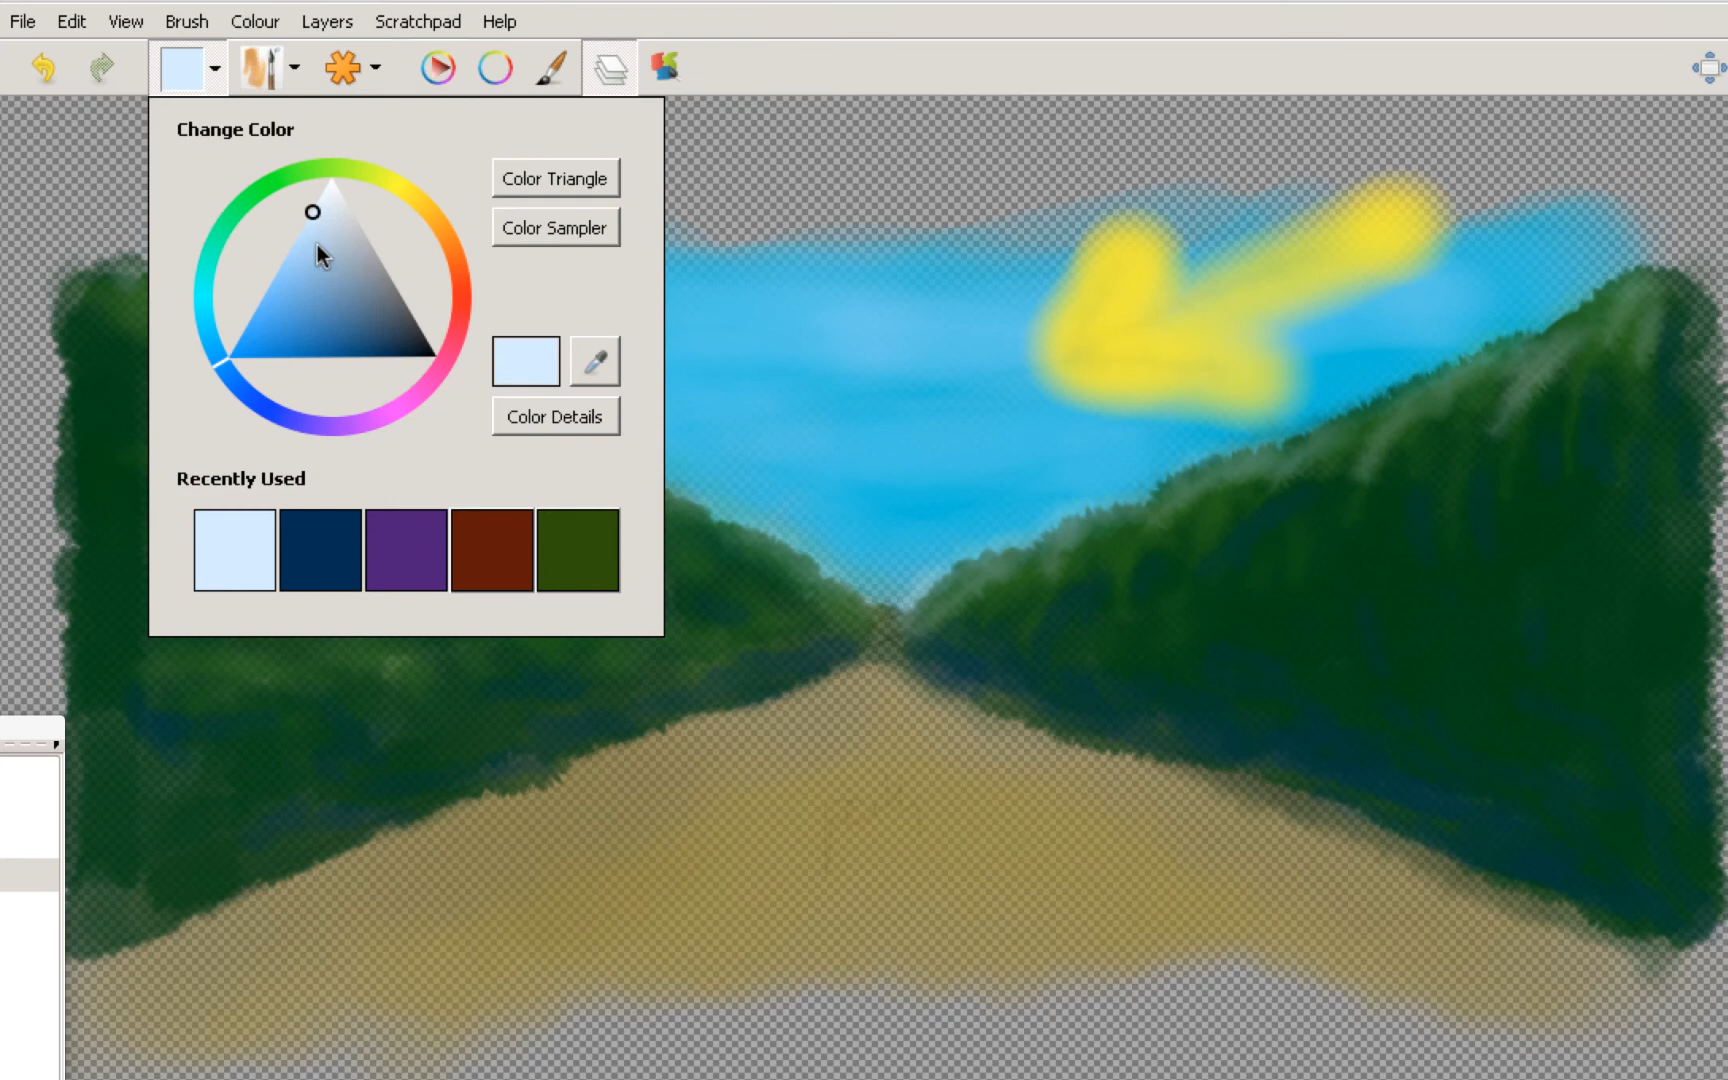 File Edit View Brush Colour Layers Scratchpad Help
Change Color
Color Triangle
Color Sampler
Color Details
Recently Used